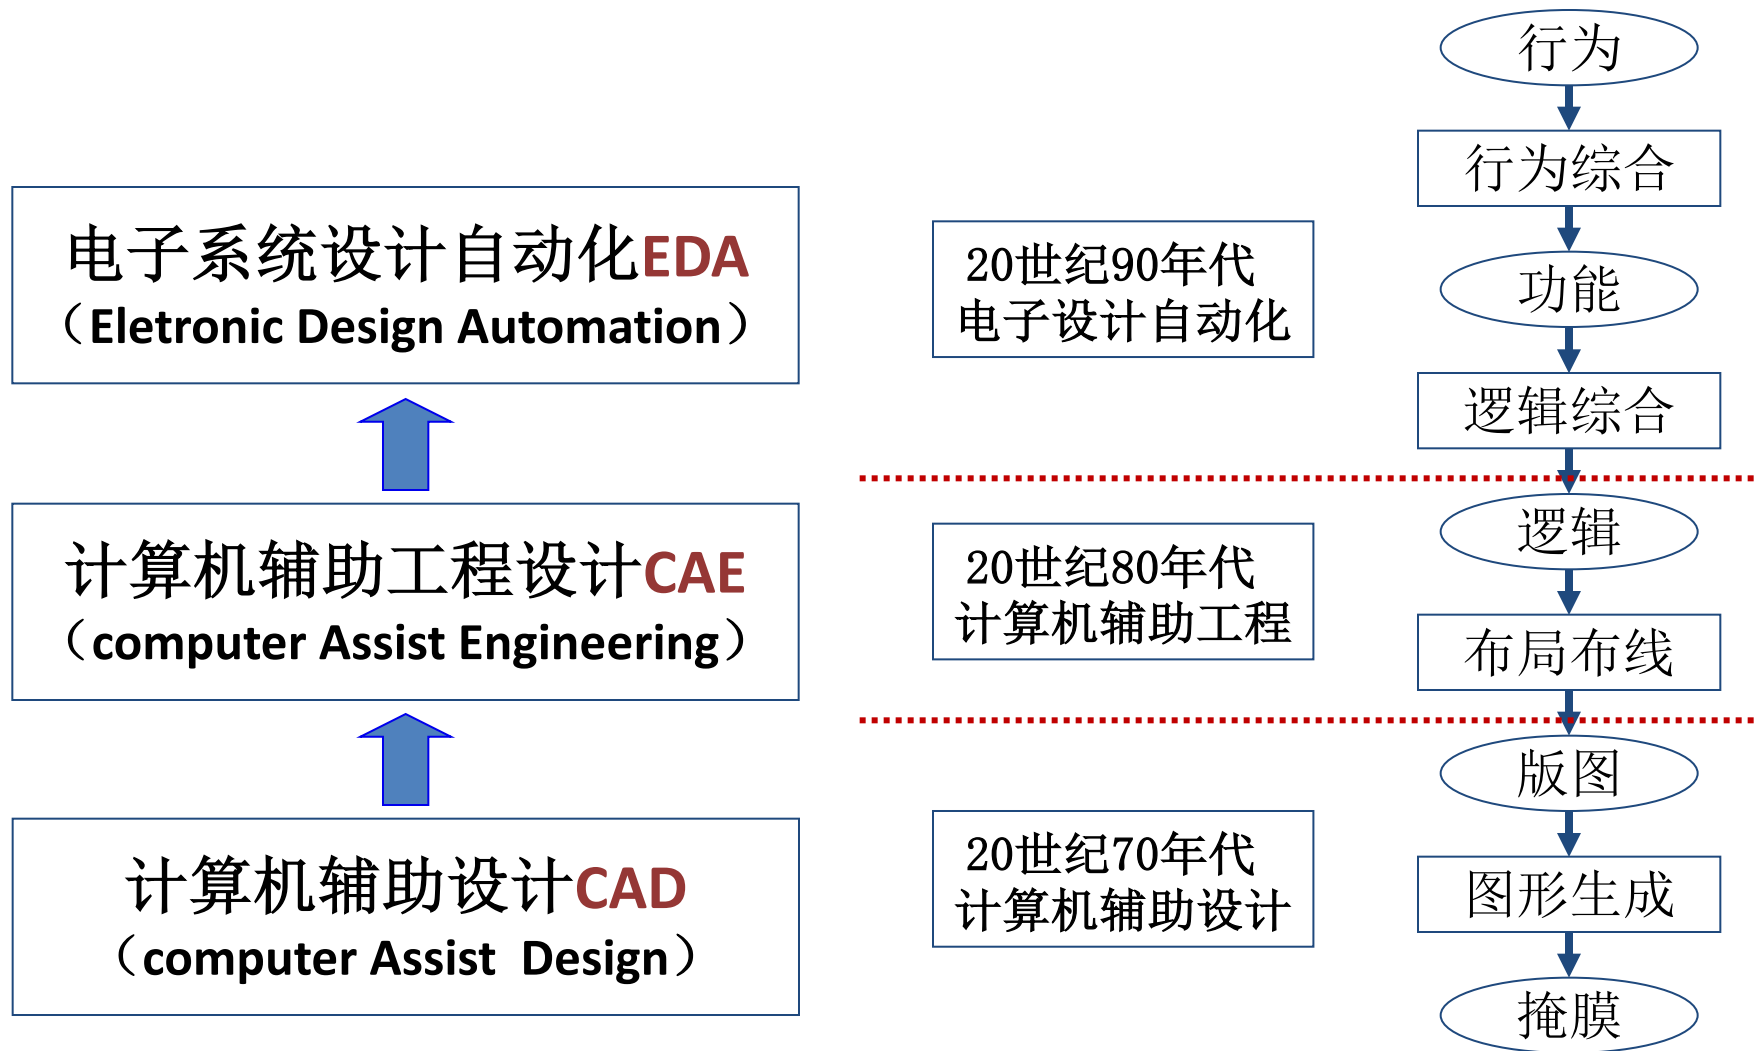 电子系统设计自动化EDA
（Eletronic Design Automation）
计算机辅助工程设计CAE
（computer Assist Engineering）
计算机辅助设计CAD
（computer Assist  Design）
20世纪90年代
电子设计自动化
20世纪80年代
计算机辅助工程
20世纪70年代
计算机辅助设计
行为
行为综合
功能
逻辑综合
逻辑
布局布线
版图
图形生成
掩膜